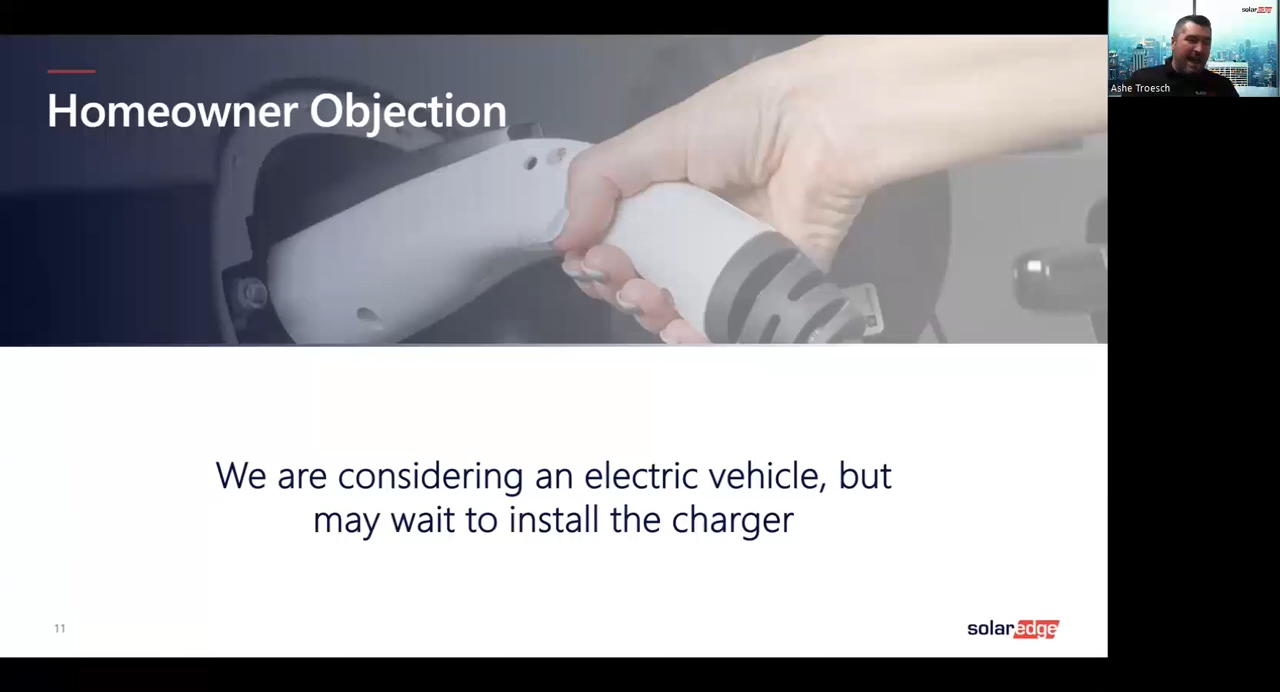 Homeowner Objection
We are considering an electric vehicle, but
may wait to install the charger
11
solaredge
solaredge
Ashe Troesch